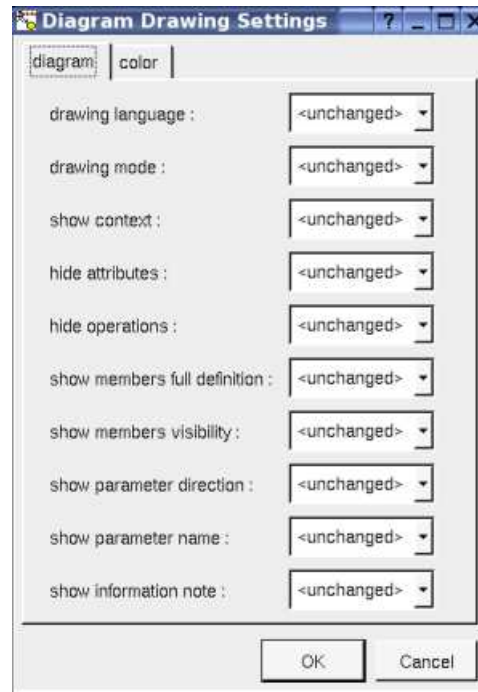 Diagram Drawing Settings ? _ X
diagram color
drawing language : <unchanged>
drawing mode : <unchanged>
show context : <unchanged>
hide attributes : <unchanged>
hide operations : <unchanged>
show members full definition : <unchanged>
show members visibility : <unchanged>
show parameter direction : <unchanged>
show parameter name : <unchanged>
show information note : <unchanged>
OK Cancel